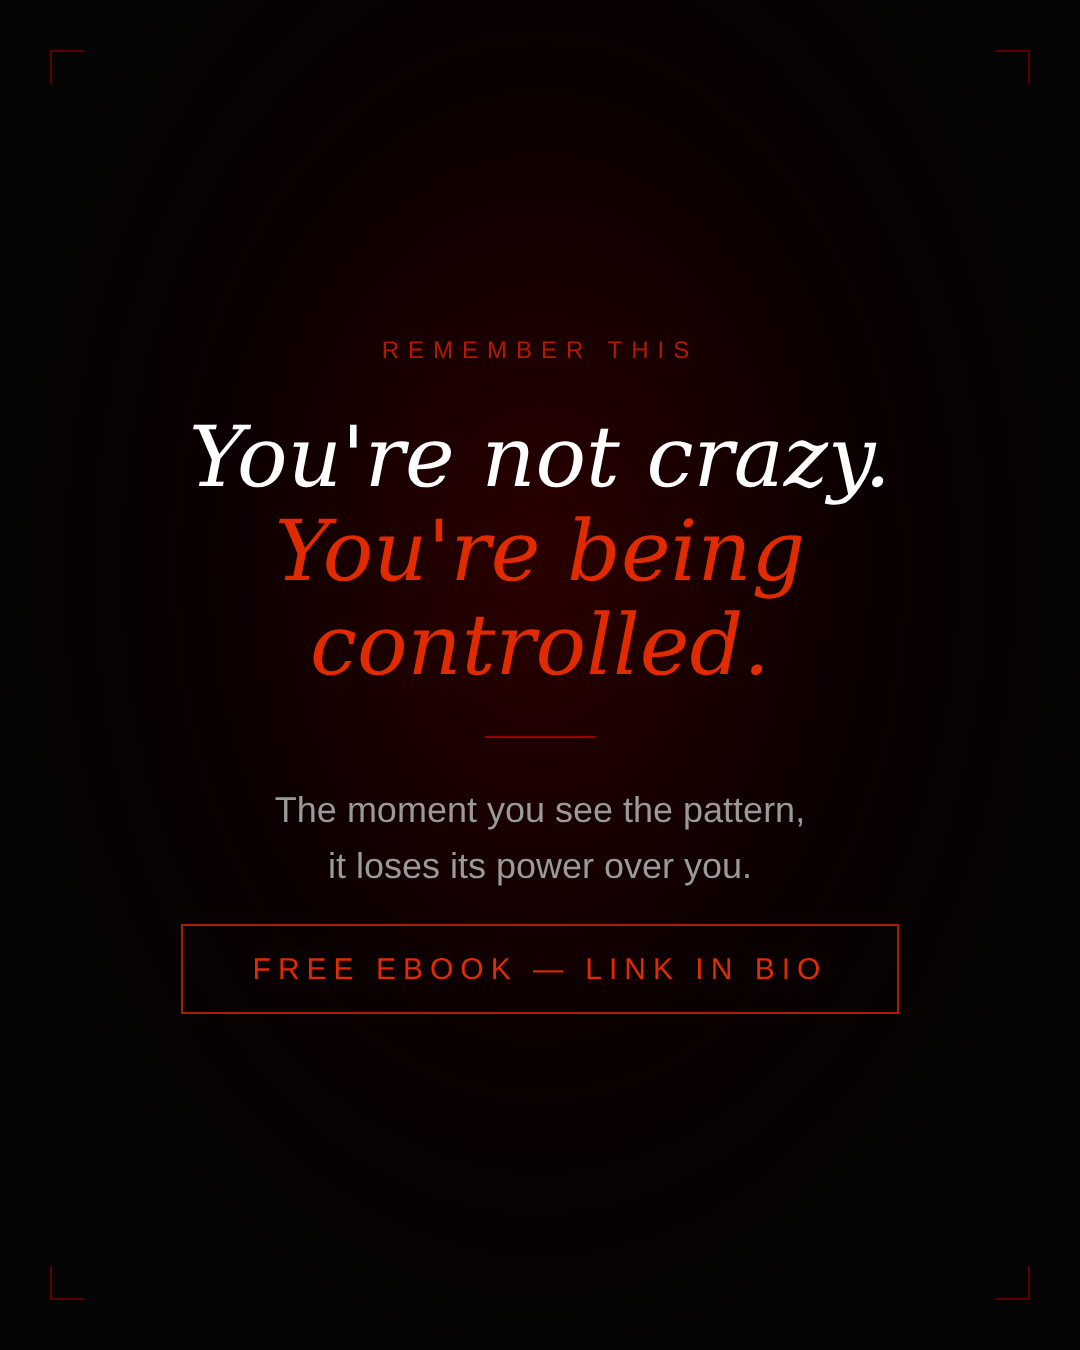 REMEMBER THIS
You're not crazy.
You're being
controlled.
The moment you see the pattern,
it loses its power over you.
FREE EBOOK — LINK IN BIO